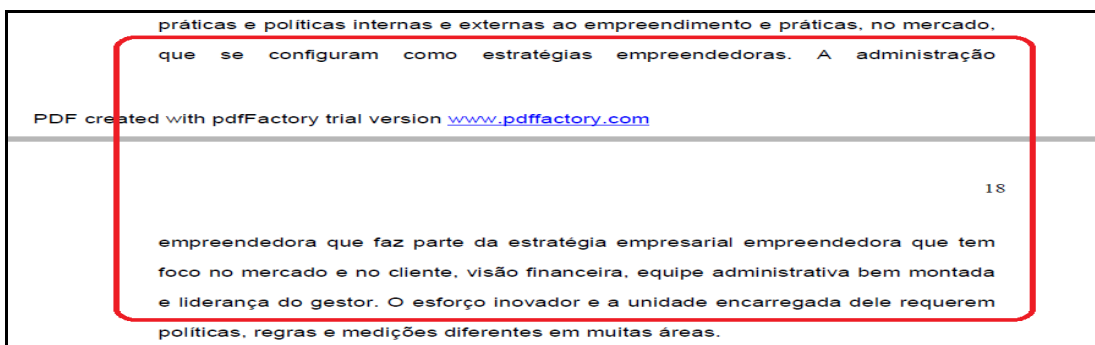 práticas e políticas internas e externas ao empreendimento e práticas, no mercado,
que se configuram como estratégias empreendedoras. A administração
PDF created with pdfFactory trial version www.pdffactory.com
18
empreendedora que faz parte da estratégia empresarial empreendedora que tem
foco no mercado e no cliente, visão financeira, equipe administrativa bem montada
e liderança do gestor. O esforço inovador e a unidade encarregada dele requerem
políticas, regras e medições diferentes em muitas áreas.